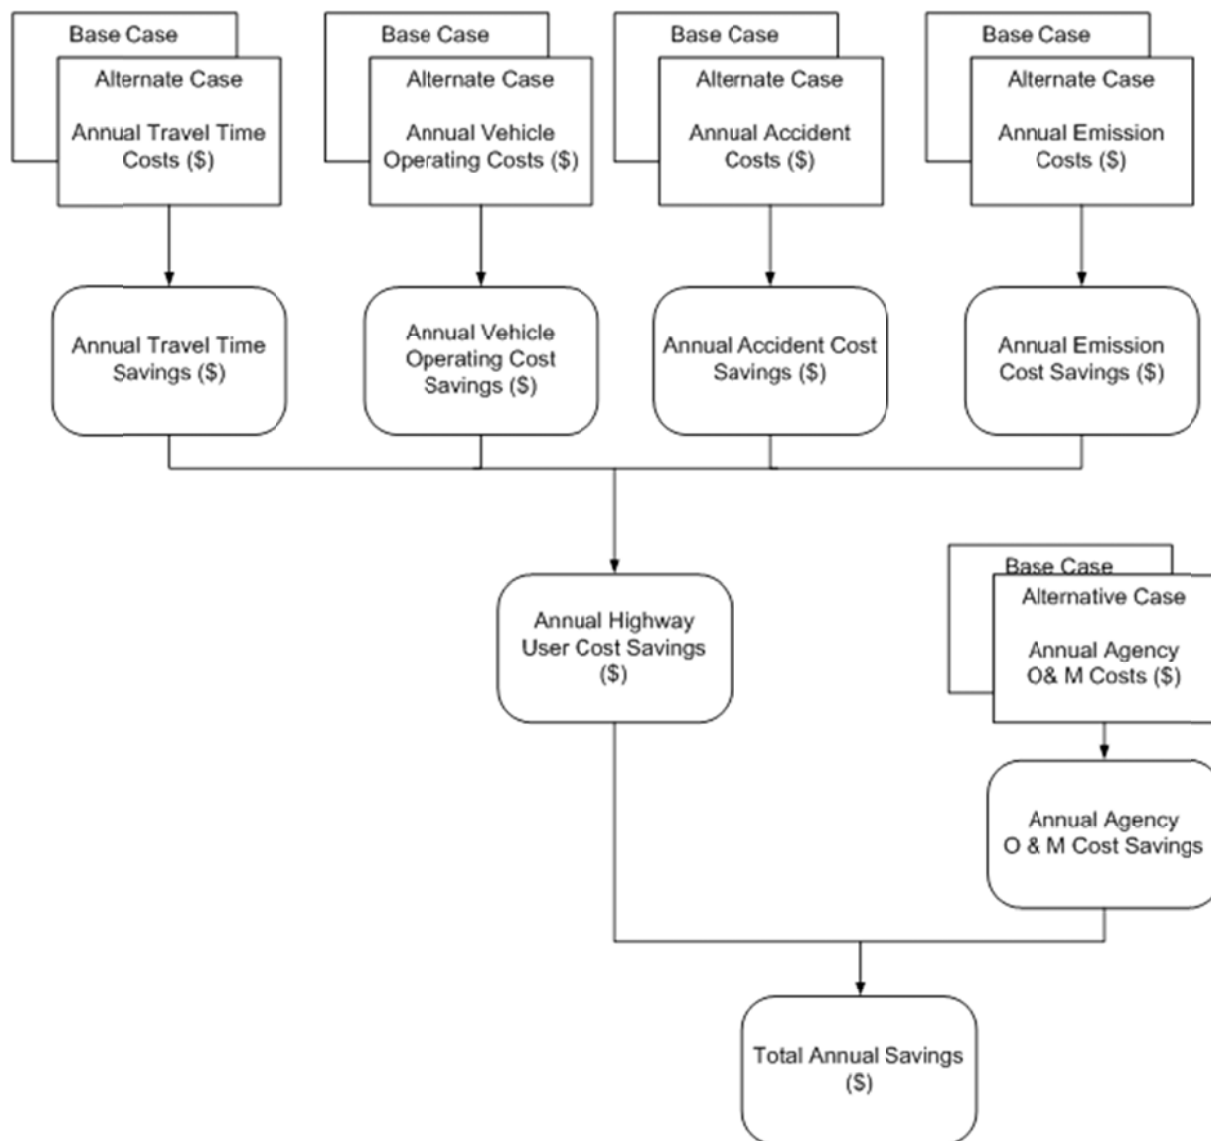 Base Case
Alternate Case
Annual Travel Time
Costs ($)
Base Case
Alternate Case
Annual Vehicle
Operating Costs ($)
Base Case
Alternate Case
Annual Accident
Costs ($)
Base Case
Alternate Case
Annual Emission
Costs ($)
Annual Travel Time
Savings ($)
Annual Vehicle
Operating Cost
Savings ($)
Annual Accident Cost
Savings ($)
Annual Emission
Cost Savings ($)
Annual Highway
User Cost Savings
($)
Base Case
Alternative Case
Annual Agency
O& M Costs ($)
Annual Agency
O & M Cost Savings
Total Annual Savings
($)